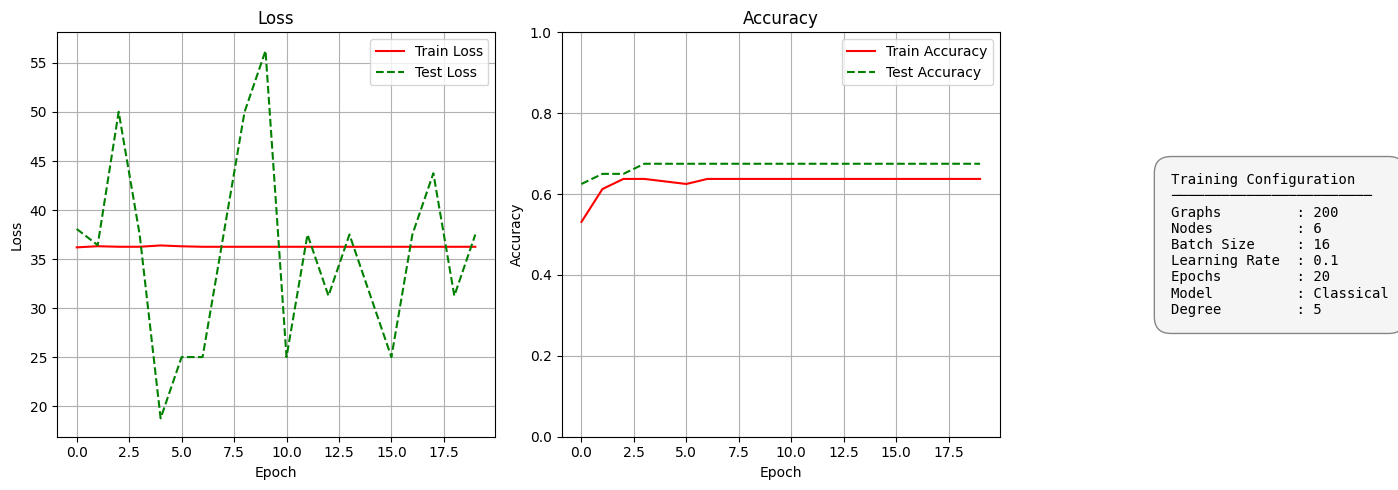 Loss
Train Loss
Test Loss
55
50
45
40
35
30
25
20
Loss
0.0 2.5 5.0 7.5 10.0 12.5 15.0 17.5
Epoch
Accuracy
Train Accuracy
Test Accuracy
1.0
0.8
0.6
0.4
0.2
0.0
Accuracy
0.0 2.5 5.0 7.5 10.0 12.5 15.0 17.5
Epoch
Training Configuration
Graphs : 200
Nodes : 6
Batch Size : 16
Learning Rate : 0.1
Epochs : 20
Model : Classical
Degree : 5